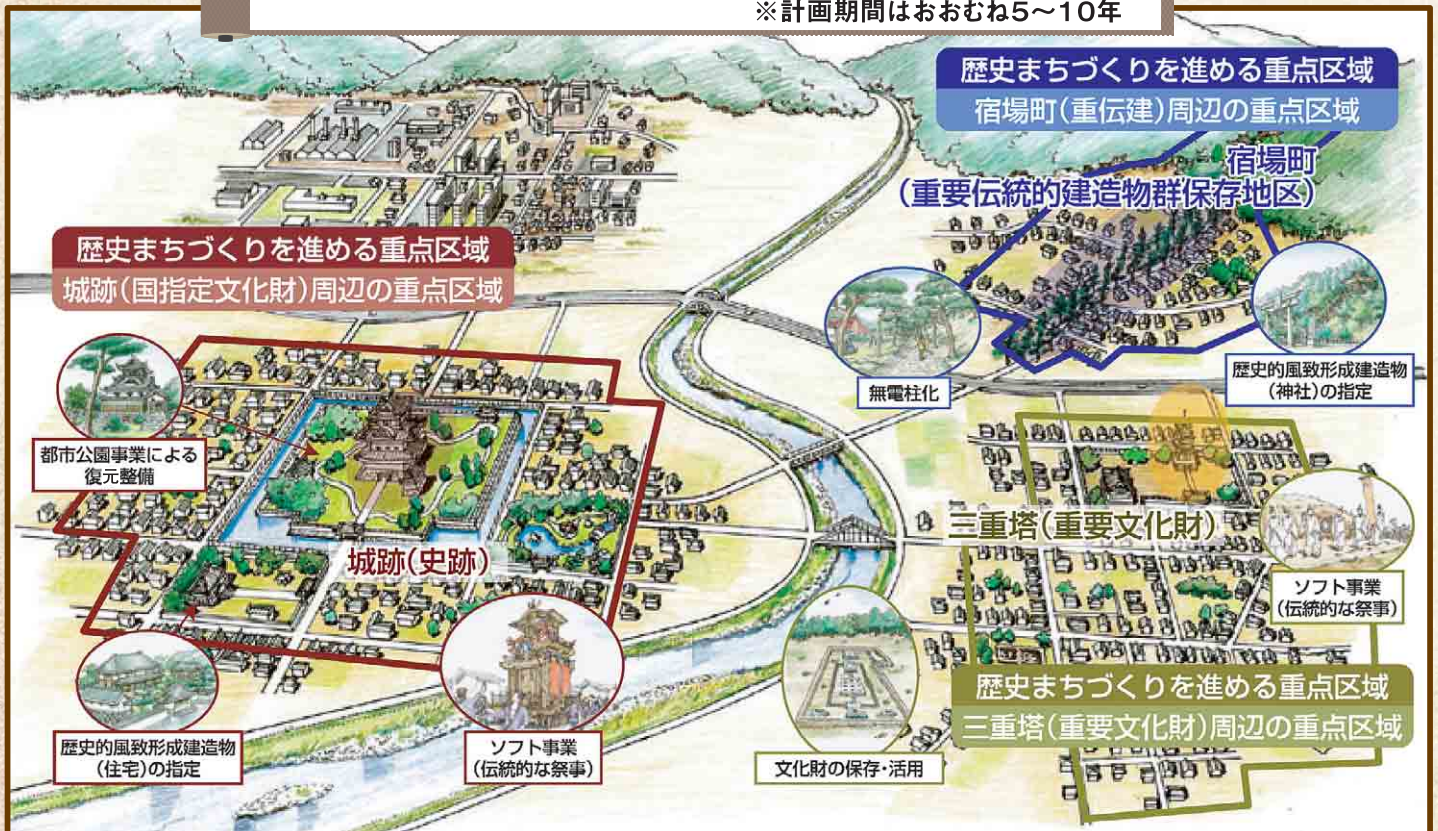 ※計画期間はおおむね5〜10年
歴史まちづくりを進める重点区域
宿場町(重伝建)周辺の重点区域
宿場町
(重要伝統的建造物群保存地区)
歴史まちづくりを進める重点区域
城跡(国指定文化財)周辺の重点区域
無電柱化
歴史的風致形成建造物
(神社)の指定
都市公園事業による
復元整備
城跡(史跡)
三重塔(重要文化財)
ソフト事業
(伝統的な祭事)
歴史まちづくりを進める重点区域
三重塔(重要文化財)周辺の重点区域
歴史的風致形成建造物
(住宅)の指定
ソフト事業
(伝統的な祭事)
文化財の保存・活用